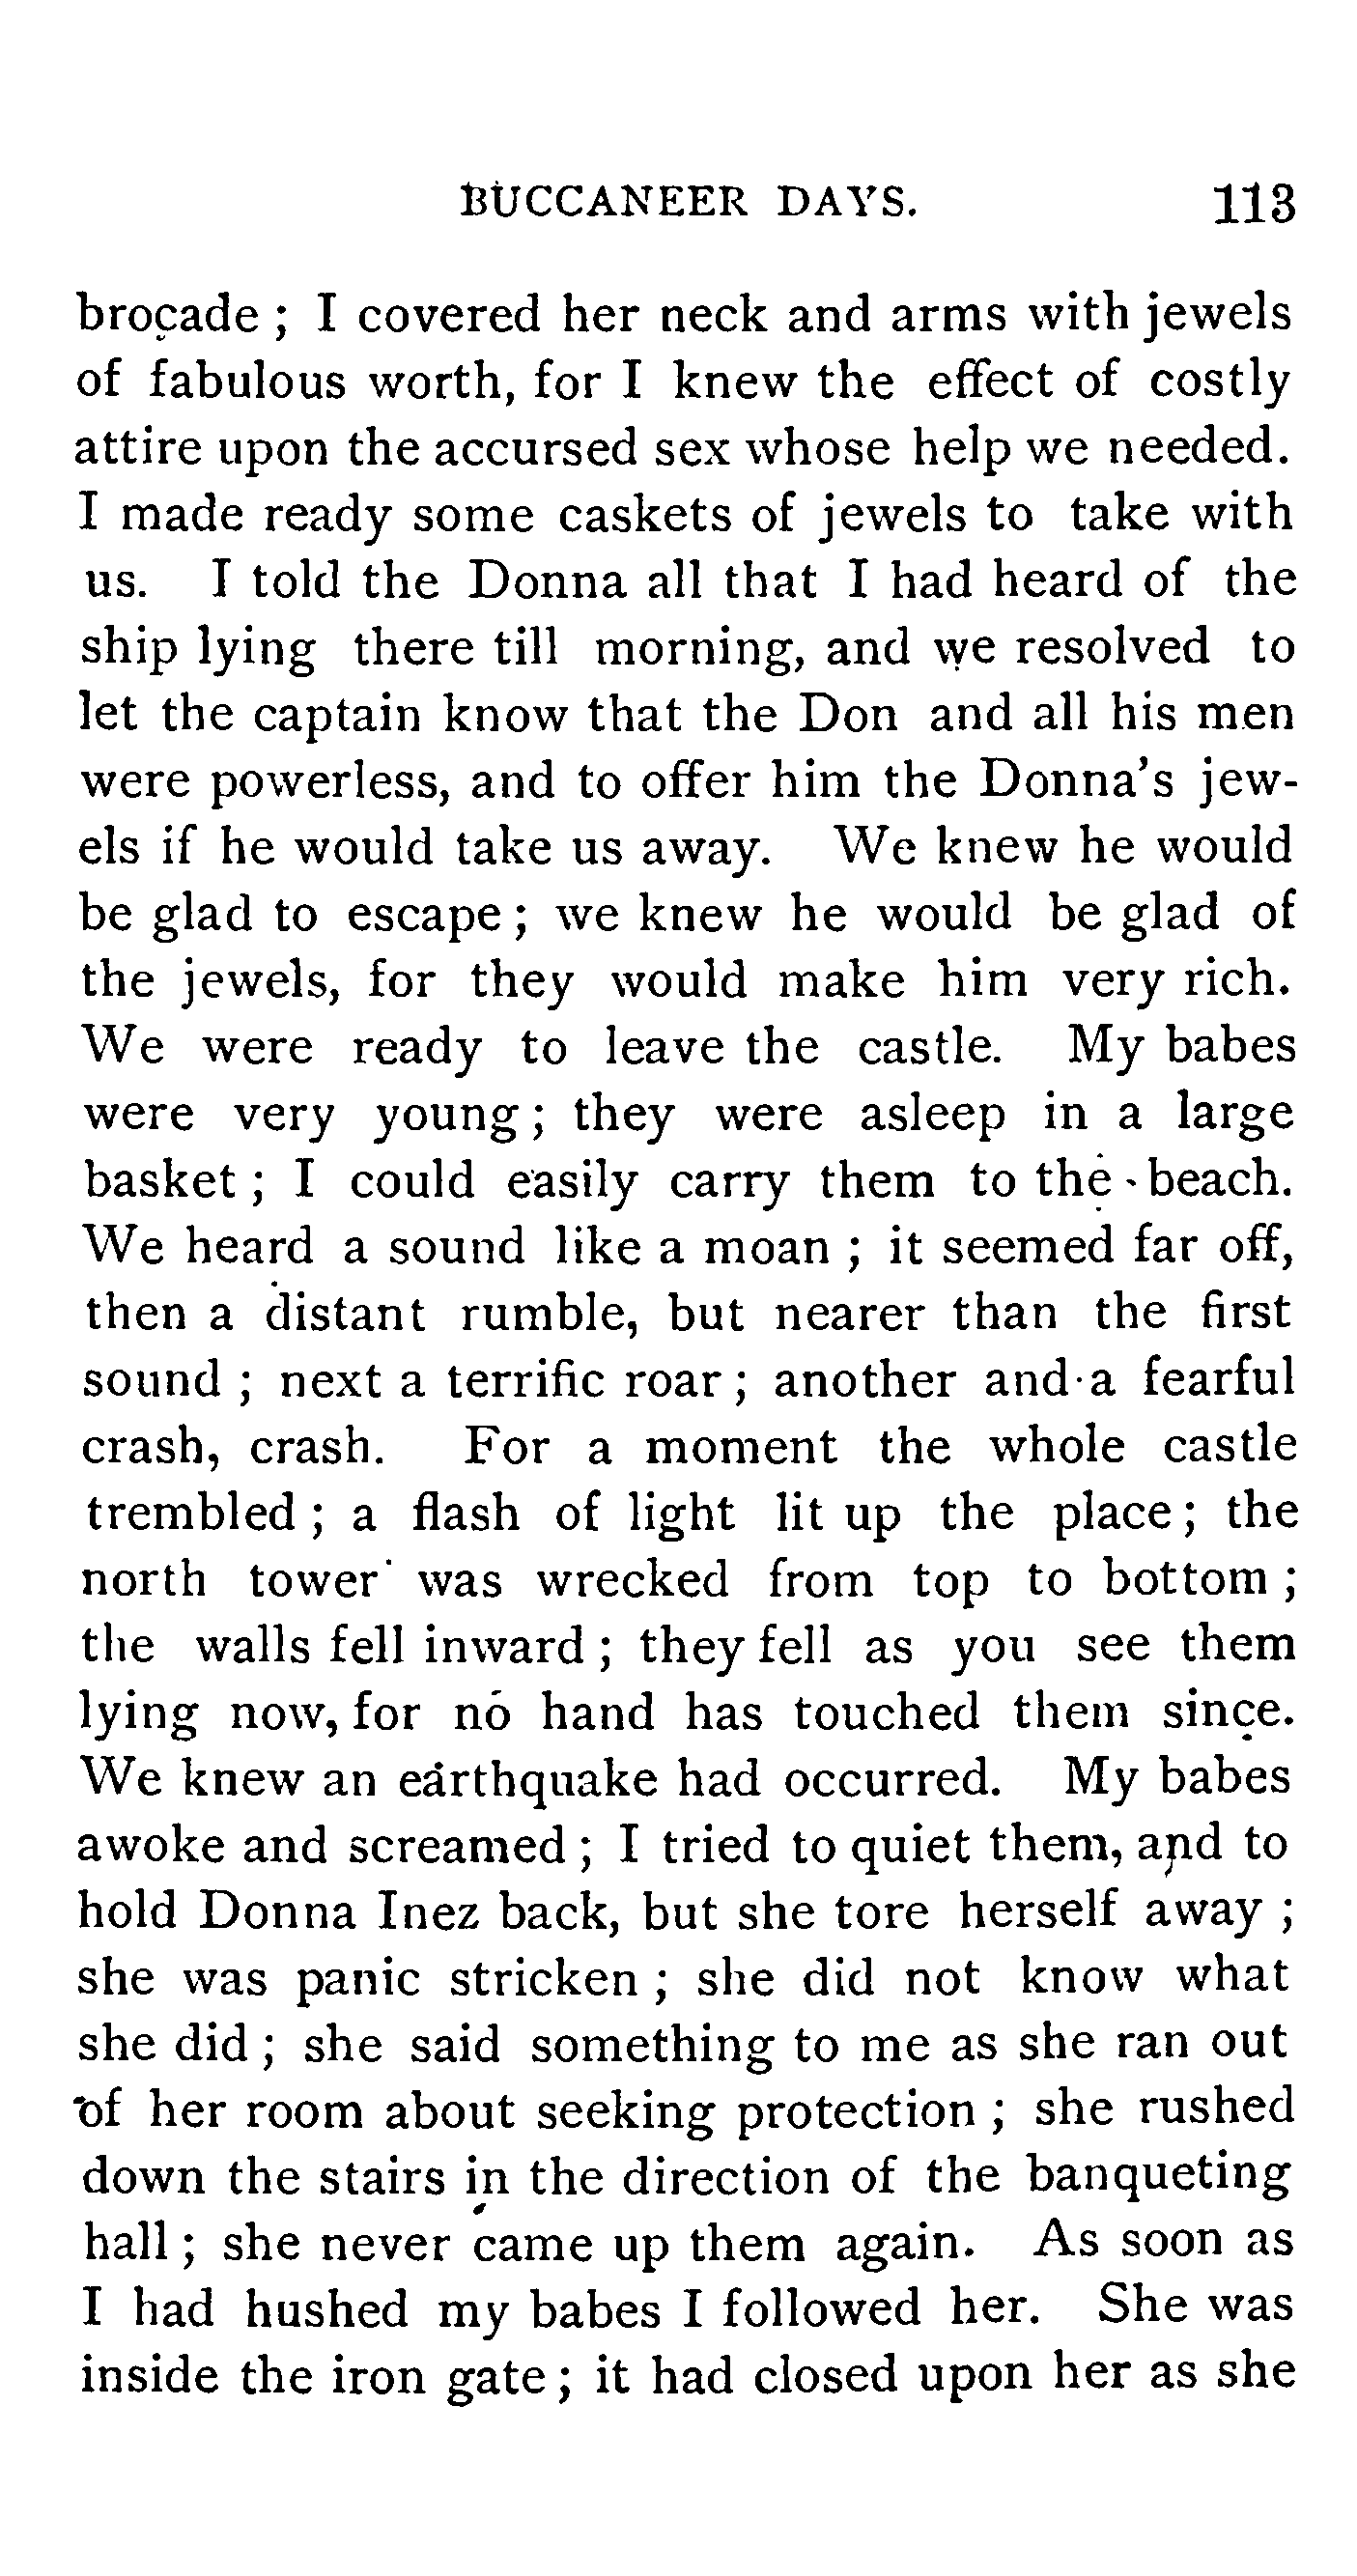 BUCCANEER DAYS. 113
brocade ; I covered her neck and arms with jewels
of fabulous worth, for I knew the effect of costly
attire upon the accursed sex whose help we needed.
I made ready some caskets of jewels to take with
us. I told the Donna all that I had heard of the
ship lying there till morning, and we resolved to
let the captain know that the Don and all his men
were powerless, and to offer him the Donna's jew-
els if he would take us away. We knew he would
be glad to escape ; we knew he would be glad of
the jewels, for they would make him very rich.
We were ready to leave the castle. My babes
were very young ; they were asleep in a large
basket ; I could easily carry them to the beach.
We heard a sound like a moan ; it seemed far off,
then a distant rumble, but nearer than the first
sound ; next a terrific roar ; another and a fearful
crash, crash. For a moment the whole castle
trembled ; a flash of light lit up the place ; the
north tower was wrecked from top to bottom ;
the walls fell inward ; they fell as you see them
lying now, for no hand has touched them since.
We knew an earthquake had occurred. My babes
awoke and screamed ; I tried to quiet them, and to
hold Donna Inez back, but she tore herself away ;
she was panic stricken ; she did not know what
she did ; she said something to me as she ran out
of her room about seeking protection ; she rushed
down the stairs in the direction of the banqueting
hall ; she never came up them again. As soon as
I had hushed my babes I followed her. She was
inside the iron gate ; it had closed upon her as she